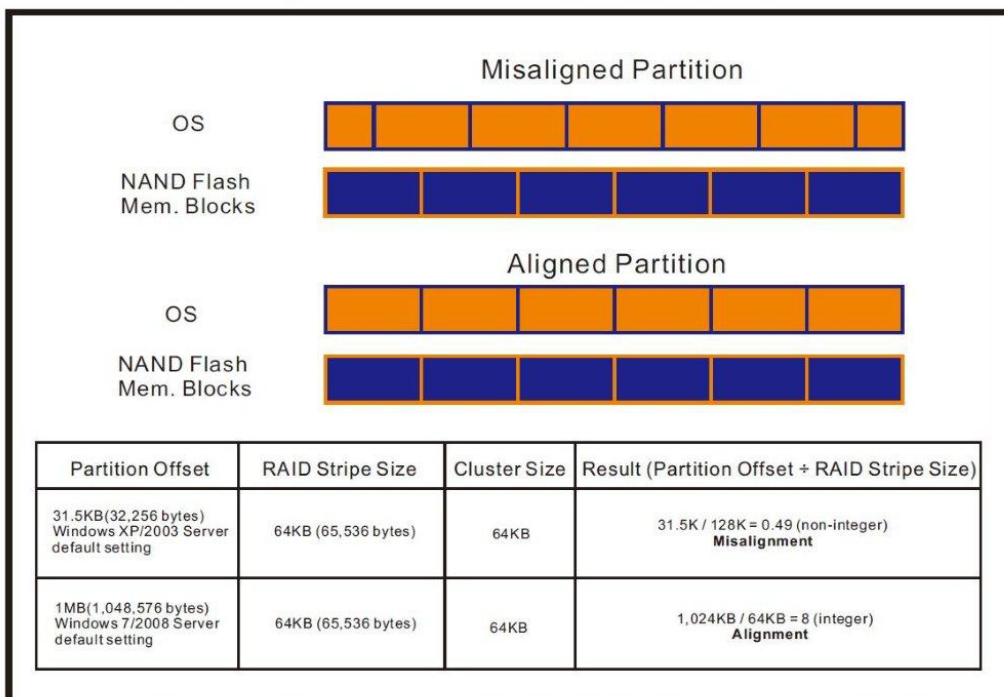 Misaligned Partition
OS
NAND Flash
Mem. Blocks
Aligned Partition
OS
NAND Flash
Mem. Blocks
Partition Offset
RAID Stripe Size
Cluster Size
Result (Partition Offset ÷ RAID Stripe Size)
31.5KB(32,256 bytes)
Windows XP/2003 Server
default setting
64KB (65,536 bytes)
64KB
31.5K / 128K = 0.49 (non-integer)
Misalignment
1MB(1,048,576 bytes)
Windows 7/2008 Server
default setting
64KB (65,536 bytes)
64KB
1,024KB / 64KB = 8 (integer)
Alignment